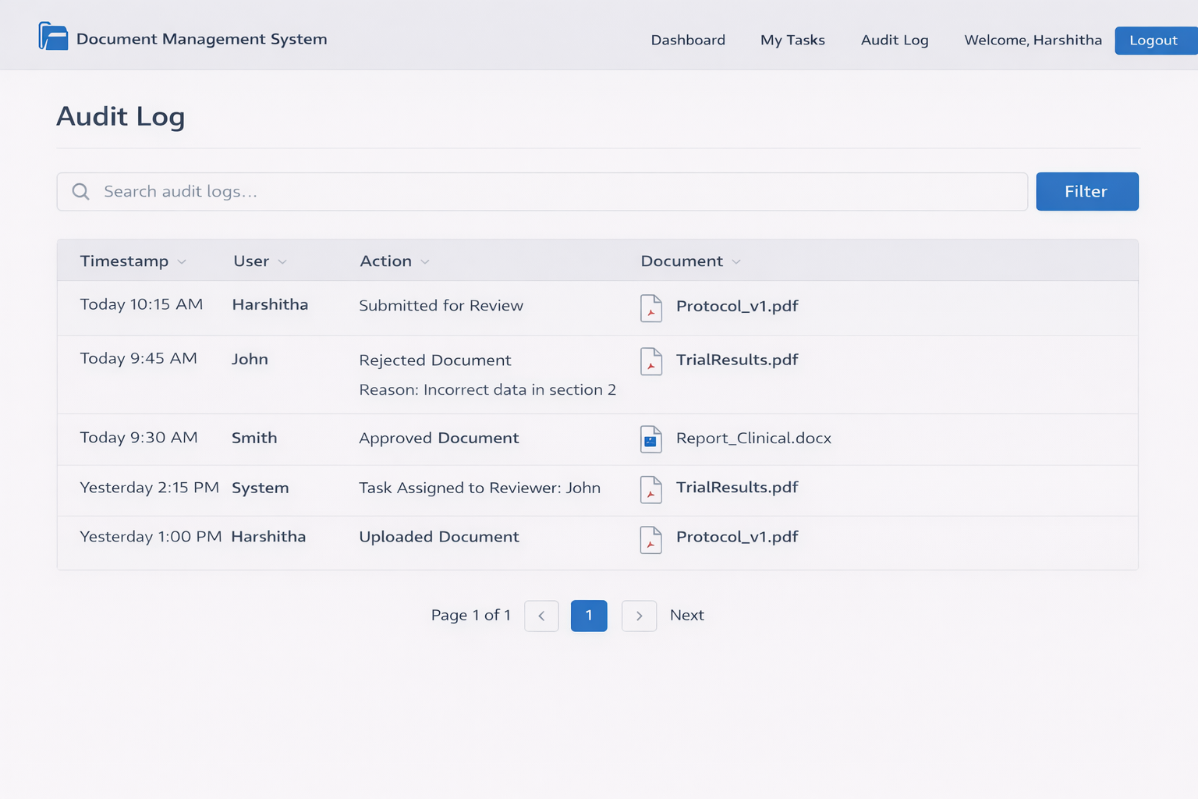 Document Management System
Dashboard
My Tasks
Audit Log
Welcome, Harshitha
Logout
Audit Log
Search audit logs...
Filter
Timestamp User Action Document
Today 10:15 AM Harshitha Submitted for Review Protocol_v1.pdf
Today 9:45 AM John Rejected Document TrialResults.pdf
Reason: Incorrect data in section 2
Today 9:30 AM Smith Approved Document Report_Clinical.docx
Yesterday 2:15 PM System Task Assigned to Reviewer: John TrialResults.pdf
Yesterday 1:00 PM Harshitha Uploaded Document Protocol_v1.pdf
Page 1 of 1 < 1 > Next